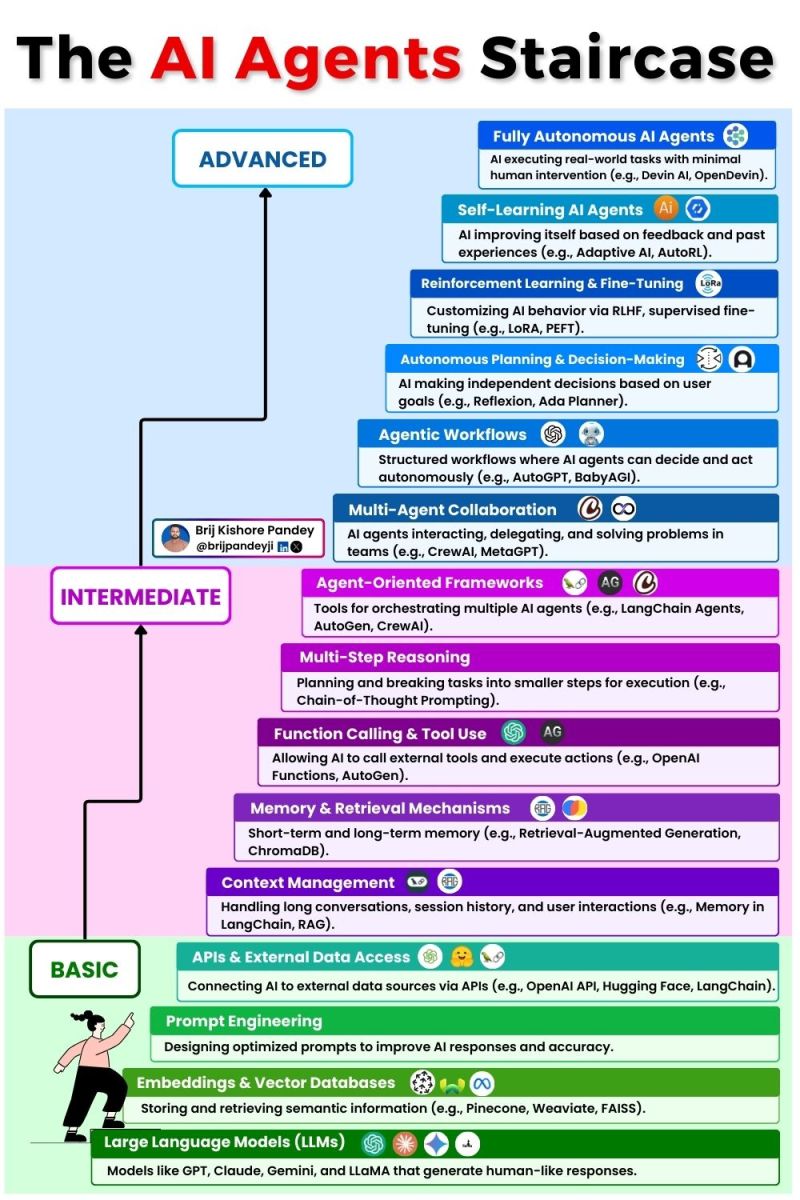 The AI Agents Staircase
ADVANCED
Fully Autonomous AI Agents
AI executing real-world tasks with minimal
human intervention (e.g., Devin AI, OpenDevin).
Self-Learning AI Agents
Ai
AI improving itself based on feedback and past
experiences (e.g., Adaptive AI, AutoRL).
Reinforcement Learning & Fine-Tuning
LoRa
Customizing AI behavior via RLHF, supervised fine-
tuning (e.g., LoRA, PEFT).
Autonomous Planning & Decision-Making
AI making independent decisions based on user
goals (e.g., Reflexion, Ada Planner).
Agentic Workflows
Structured workflows where AI agents can decide and act
autonomously (e.g., AutoGPT, BabyAGI).
Multi-Agent Collaboration
AI agents interacting, delegating, and solving problems in
teams (e.g., CrewAI, MetaGPT).
Brij Kishore Pandey
@brijpandeyji in X
INTERMEDIATE
Agent-Oriented Frameworks
AG
Tools for orchestrating multiple AI agents (e.g., LangChain Agents,
AutoGen, CrewAI).
Multi-Step Reasoning
Planning and breaking tasks into smaller steps for execution (e.g.,
Chain-of-Thought Prompting).
Function Calling & Tool Use
AG
Allowing AI to call external tools and execute actions (e.g., OpenAI
Functions, AutoGen).
Memory & Retrieval Mechanisms
RAG
Short-term and long-term memory (e.g., Retrieval-Augmented Generation,
ChromaDB).
Context Management
RAG
Handling long conversations, session history, and user interactions (e.g., Memory in
LangChain, RAG).
BASIC
APIs & External Data Access
Connecting AI to external data sources via APIs (e.g., OpenAI API, Hugging Face, LangChain).
Prompt Engineering
Designing optimized prompts to improve AI responses and accuracy.
Embeddings & Vector Databases
Storing and retrieving semantic information (e.g., Pinecone, Weaviate, FAISS).
Large Language Models (LLMs)
Models like GPT, Claude, Gemini, and LLaMA that generate human-like responses.